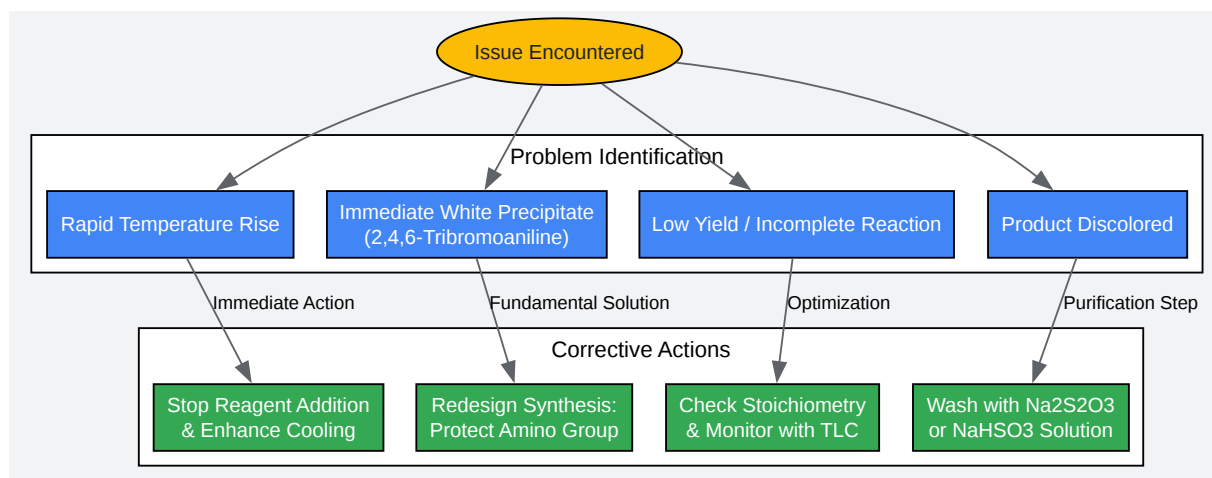 Issue Encountered
Problem Identification
Rapid Temperature Rise
Immediate White Precipitate
(2,4,6-Tribromoaniline)
Low Yield / Incomplete Reaction
Product Discolored
Immediate Action
Fundamental Solution
Optimization
Purification Step
Corrective Actions
Stop Reagent Addition
& Enhance Cooling
Redesign Synthesis:
Protect Amino Group
Check Stoichiometry
& Monitor with TLC
Wash with Na2S2O3
or NaHSO3 Solution